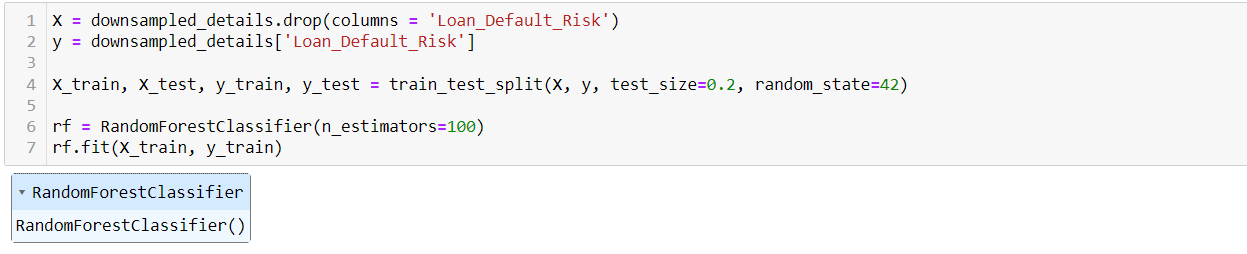 1 X = downsampled_details.drop(columns = 'Loan_Default_Risk')
2 y = downsampled_details['Loan_Default_Risk']
3
4 X_train, X_test, y_train, y_test = train_test_split(X, y, test_size=0.2, random_state=42)
5
6 rf = RandomForestClassifier(n_estimators=100)
7 rf.fit(X_train, y_train)
▾ RandomForestClassifier
RandomForestClassifier()